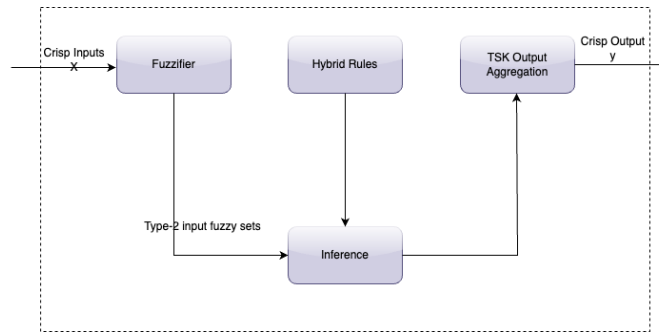 Crisp Inputs
X
Fuzzifier
Hybrid Rules
TSK Output
Aggregation
Crisp Output
y
Type-2 input fuzzy sets
Inference